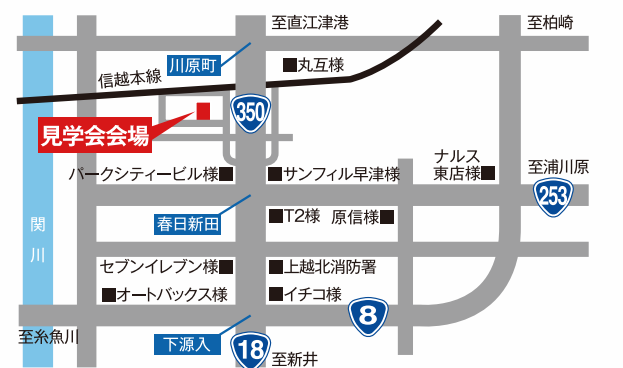 至直江津港
至柏崎
川原町
丸互様
信越本線
350
見学会会場
ナルス
東店様
パークシティービル様
サンフィル早津様
至浦川原
253
春日新田
T2様
原信様
関川
セブンイレブン様
上越北消防署
オートバックス様
イチコ様
8
至糸魚川
下源入
18
至新井